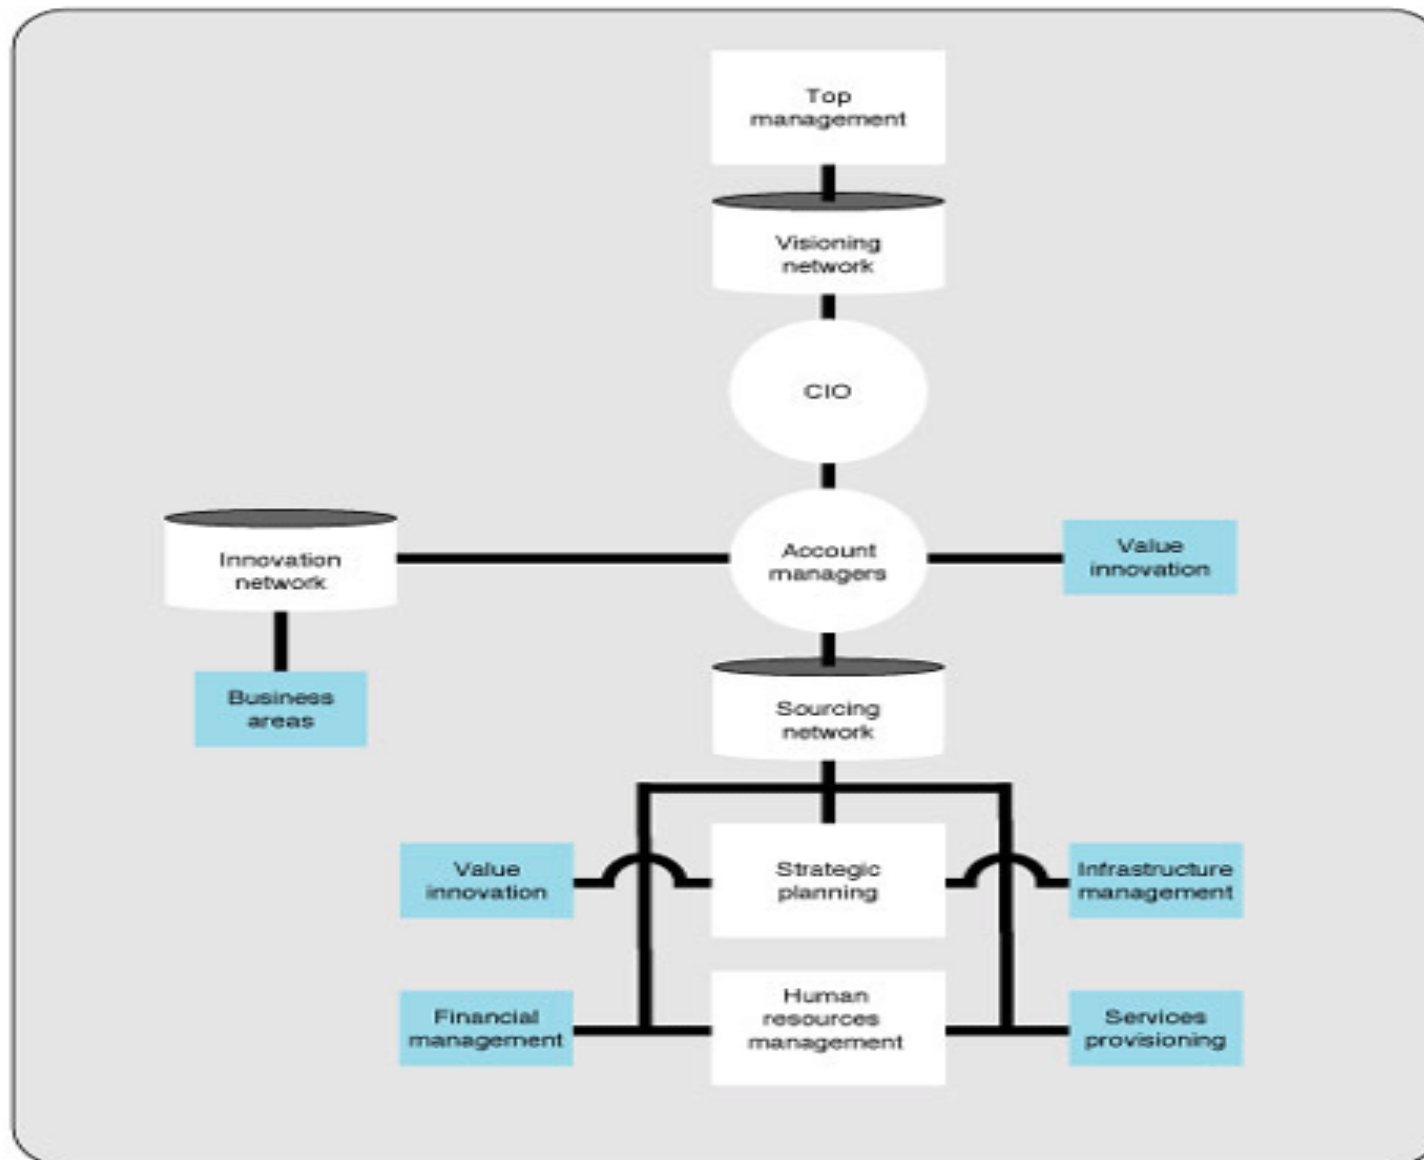 Top
management
Visioning
network
CIO
Innovation
network
Account
managers
Value
innovation
Business
areas
Sourcing
network
Value
innovation
Strategic
planning
Infrastructure
management
Financial
management
Human
resources
management
Services
provisioning